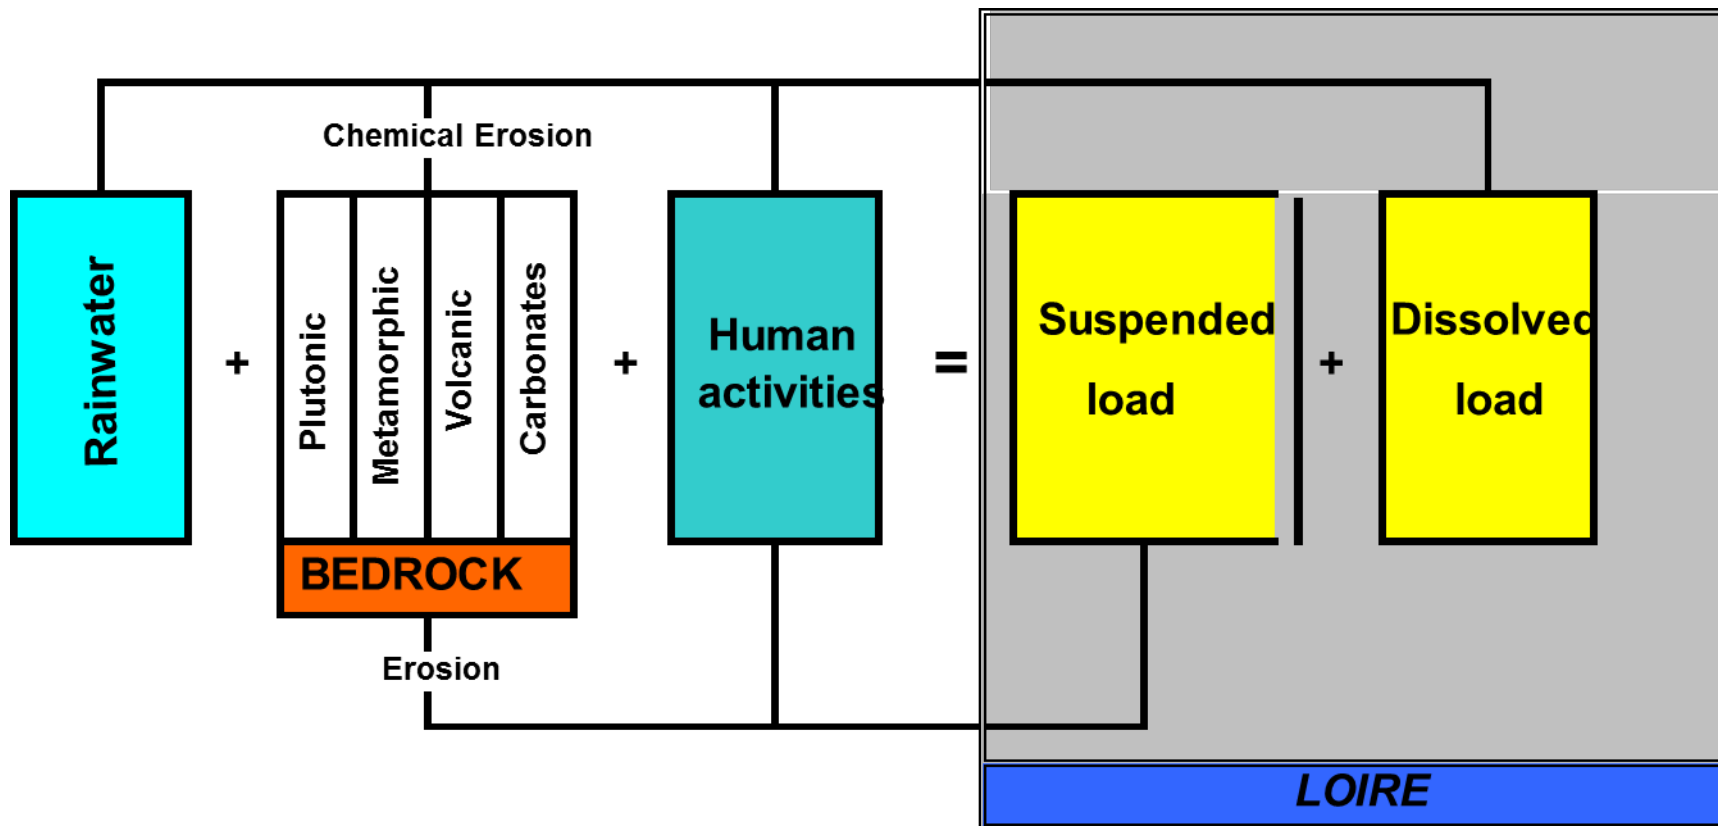 Chemical Erosion
Rainwater
+
Plutonic
Metamorphic
Volcanic
Carbonates
BEDROCK
+
Human
activities
=
Suspended
load
+
Dissolved
load
Erosion
LOIRE